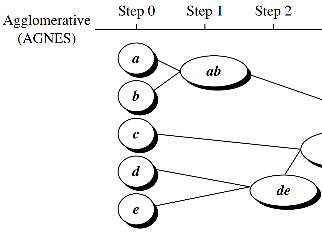 Agglomerative
(AGNES)
Step 0 Step 1 Step 2
a
b
ab
c
d
e
de